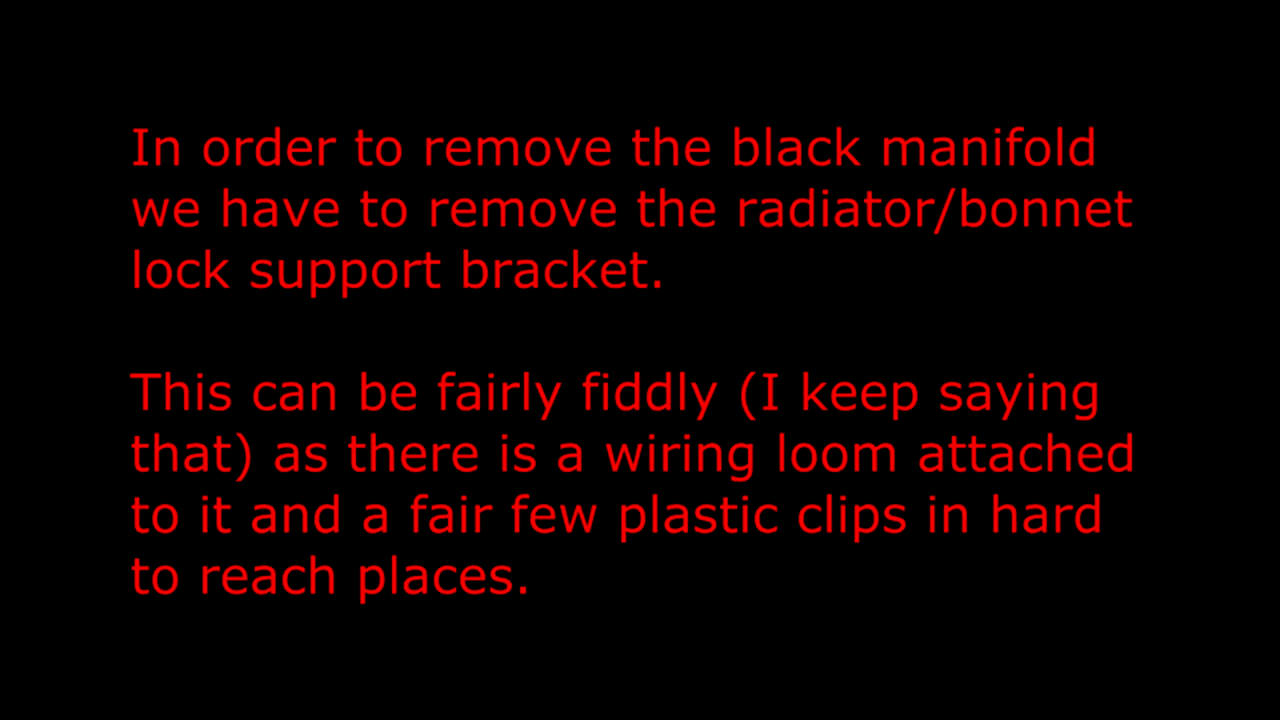 In order to remove the black manifold
we have to remove the radiator/bonnet
lock support bracket.
This can be fairly fiddly (I keep saying
that) as there is a wiring loom attached
to it and a fair few plastic clips in hard
to reach places.